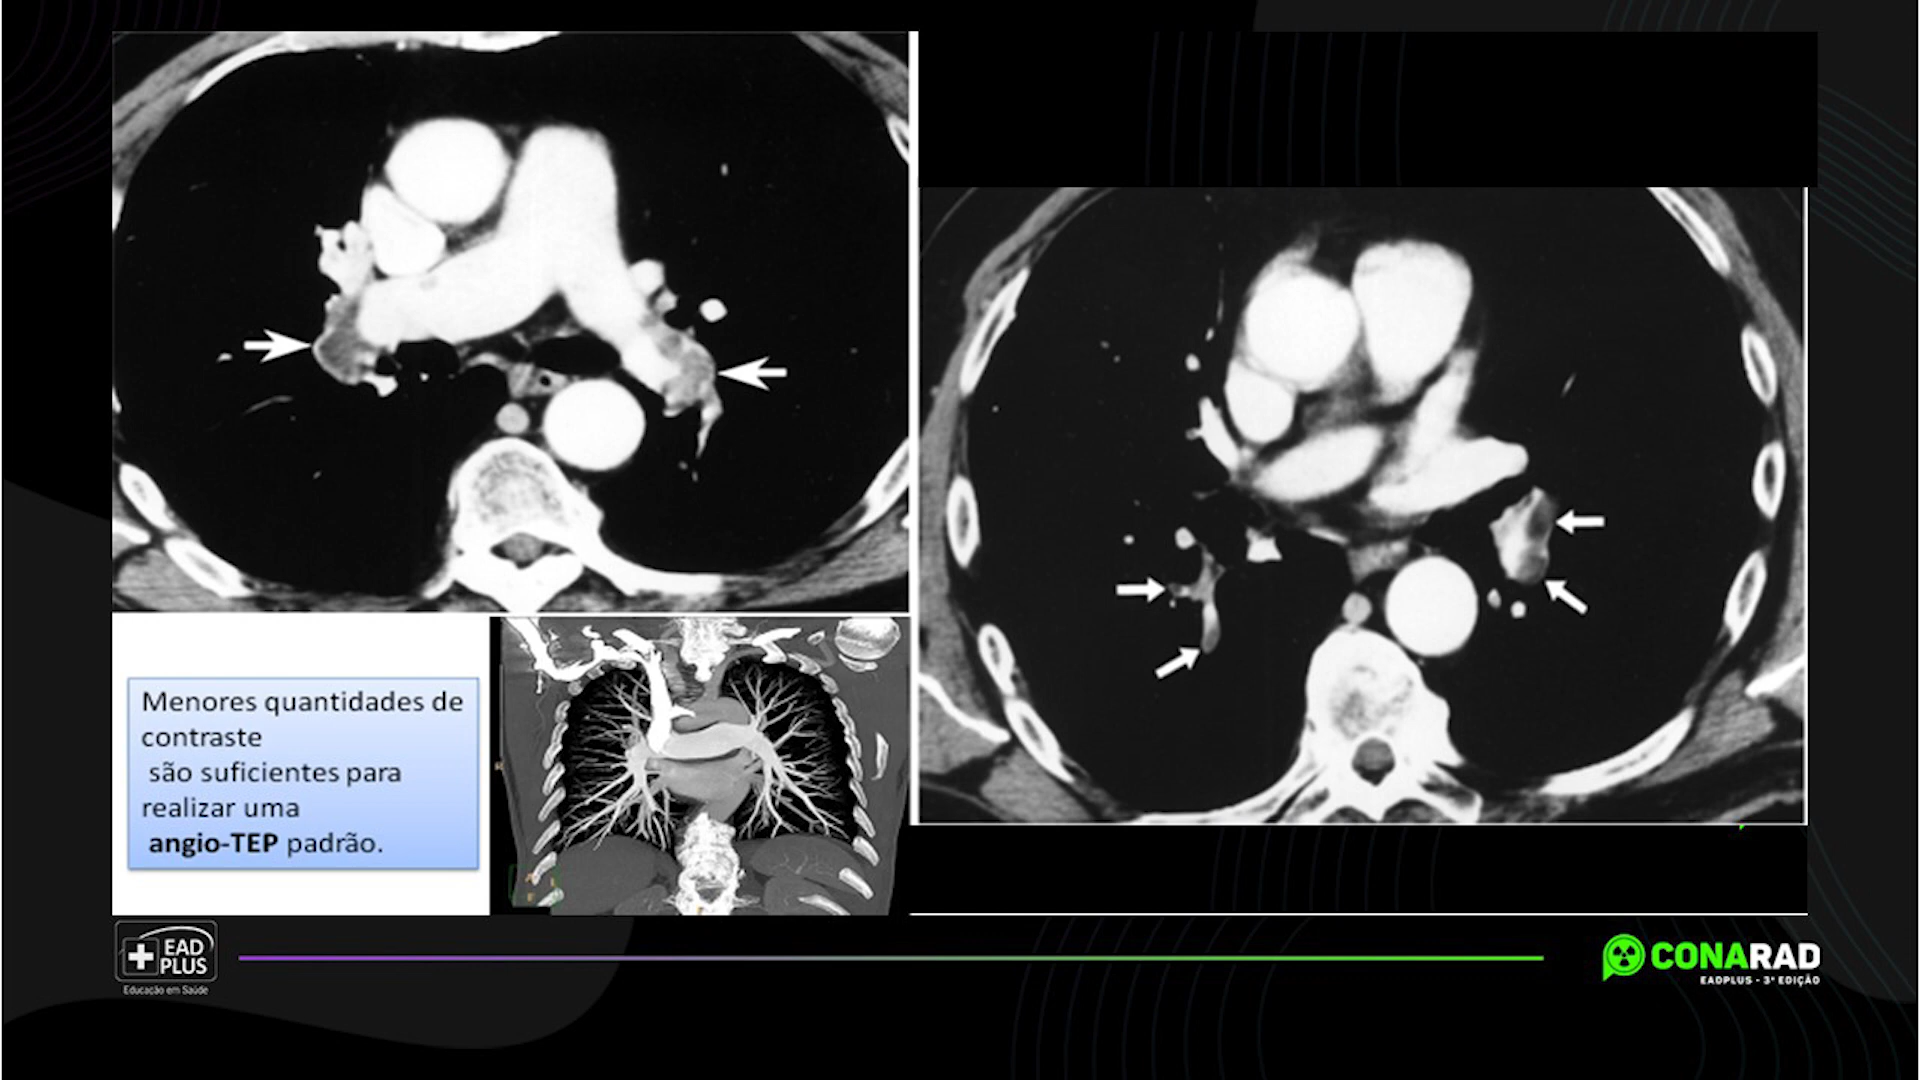 Menores quantidades de
contraste
são suficientes para
realizar uma
angio-TEP padrão.
EAD
PLUS
Educação em Saúde
CONARAD
EADPLUS - 3ª EDIÇÃO